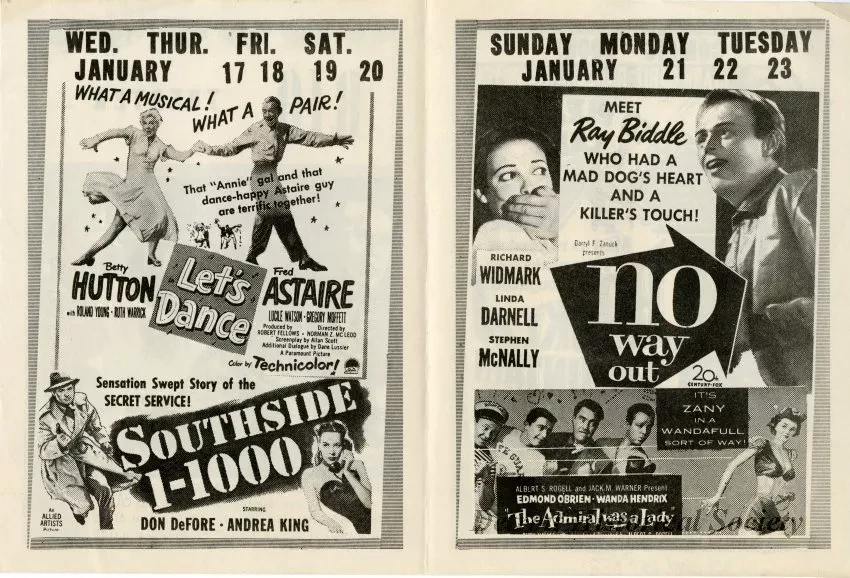 WED. THUR. FRI. SAT.
JANUARY 17 18 19 20
WHAT A MUSICAL!
WHAT A PAIR!
That "Annie" gal and that
dance-happy Astaire guy
are terrific together!
Betty
HUTTON
Fred
ASTAIRE
Let's
Dance
with ROLAND YOUNG · RUTH WARRICK
LUCILE WATSON · GREGORY MOFFETT
Produced by
ROBERT FELLOWS ·
Directed by
NORMAN Z. McLEOD
Screenplay by Allan Scott
Additional Dialogue by Dane Lussier
A Paramount Picture
Color by Technicolor!
Sensation Swept Story of the
SECRET SERVICE!
SOUTHSIDE
1-1000
AN
ALLIED
ARTISTS
Picture
STARRING
DON DeFORE · ANDREA KING
SUNDAY MONDAY TUESDAY
JANUARY 21 22 23
MEET
Ray Biddle
WHO HAD A
MAD DOG'S HEART
AND A
KILLER'S TOUCH!
Darryl F. Zanuck
presents
RICHARD
WIDMARK
LINDA
DARNELL
STEPHEN
McNALLY
no
way
out
20th
CENTURY-FOX
IT'S
ZANY
IN A
WANDAFULL
SORT OF WAY!
ALBERT S. ROGELL and JACK M. WARNER Present
EDMOND OBRIEN · WANDA HENDRIX
"The Admiral was a Lady"
Society